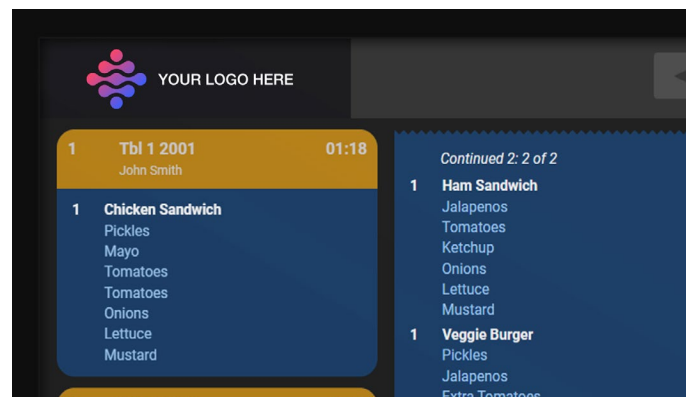 YOUR LOGO HERE
1 Tbl 1 2001 01:18
John Smith
1 Chicken Sandwich
Pickles
Mayo
Tomatoes
Tomatoes
Onions
Lettuce
Mustard
Continued 2: 2 of 2
1 Ham Sandwich
Jalapenos
Tomatoes
Ketchup
Onions
Lettuce
Mustard
1 Veggie Burger
Pickles
Jalapenos
Extra Tomatoes